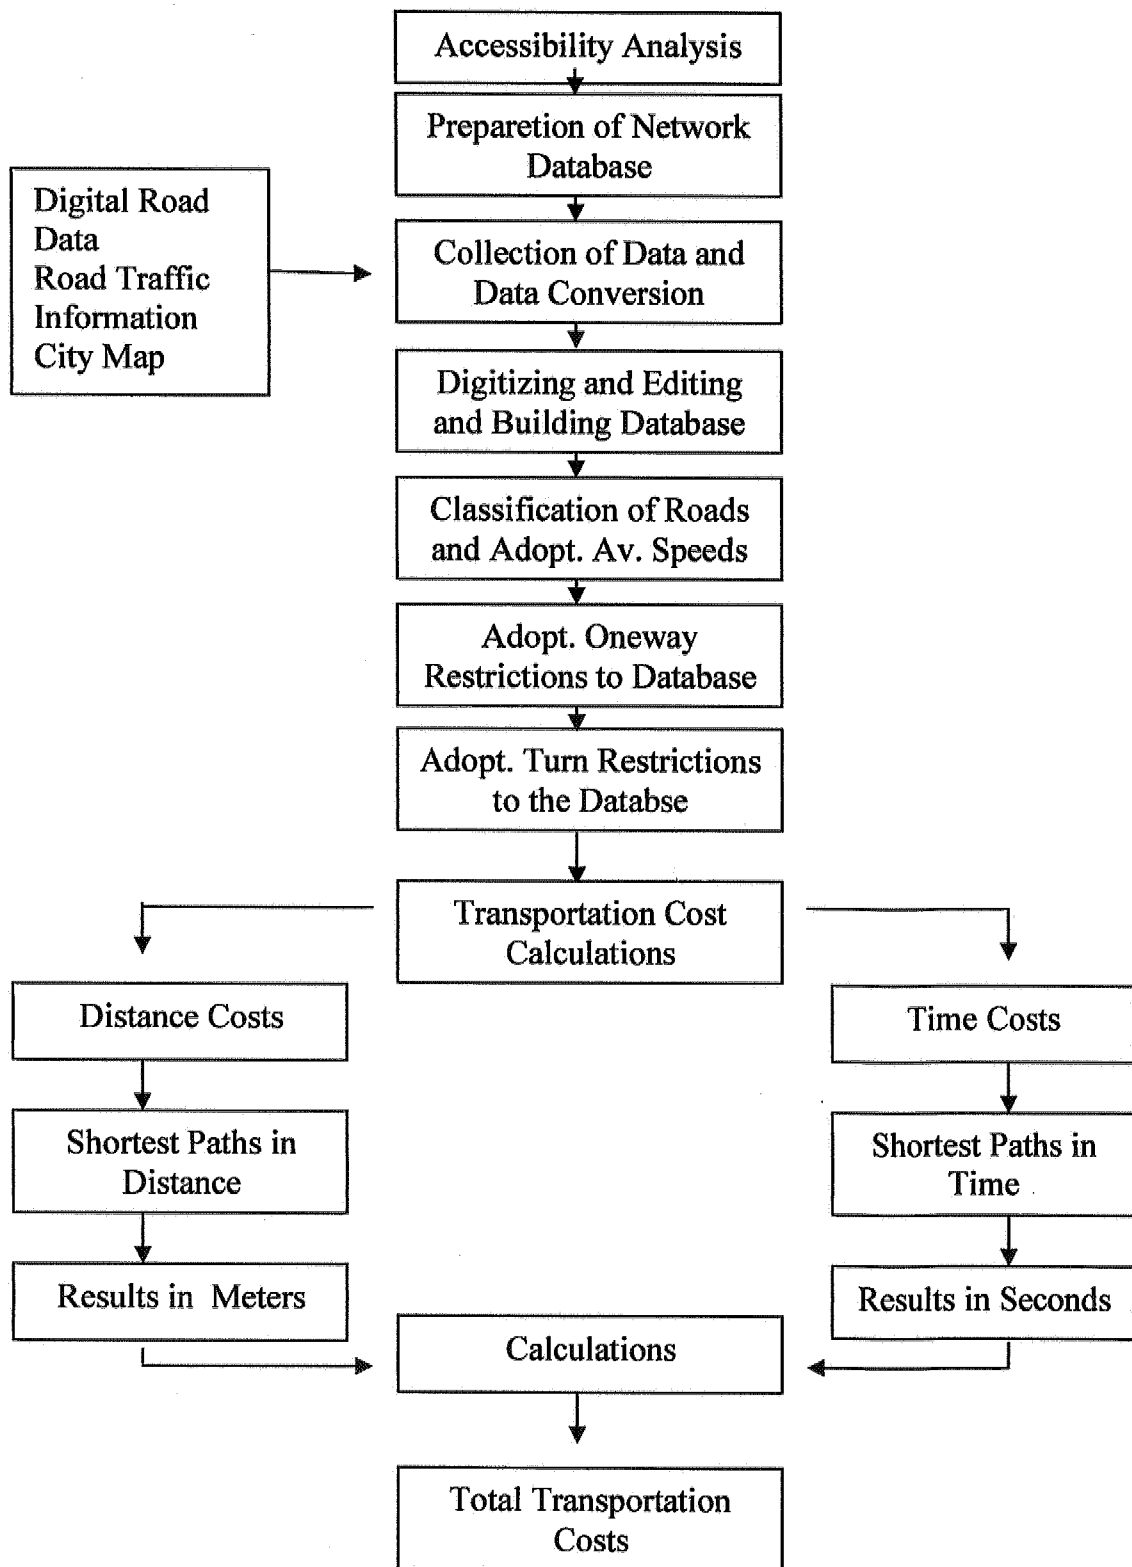 Accessibility Analysis
Preparetion of Network
Database
Digital Road
Data
Road Traffic
Information
City Map
Collection of Data and
Data Conversion
Digitizing and Editing
and Building Database
Classification of Roads
and Adopt. Av. Speeds
Adopt. Oneway
Restrictions to Database
Adopt. Turn Restrictions
to the Databse
Transportation Cost
Calculations
Distance Costs
Time Costs
Shortest Paths in
Distance
Shortest Paths in
Time
Results in Meters
Results in Seconds
Calculations
Total Transportation
Costs